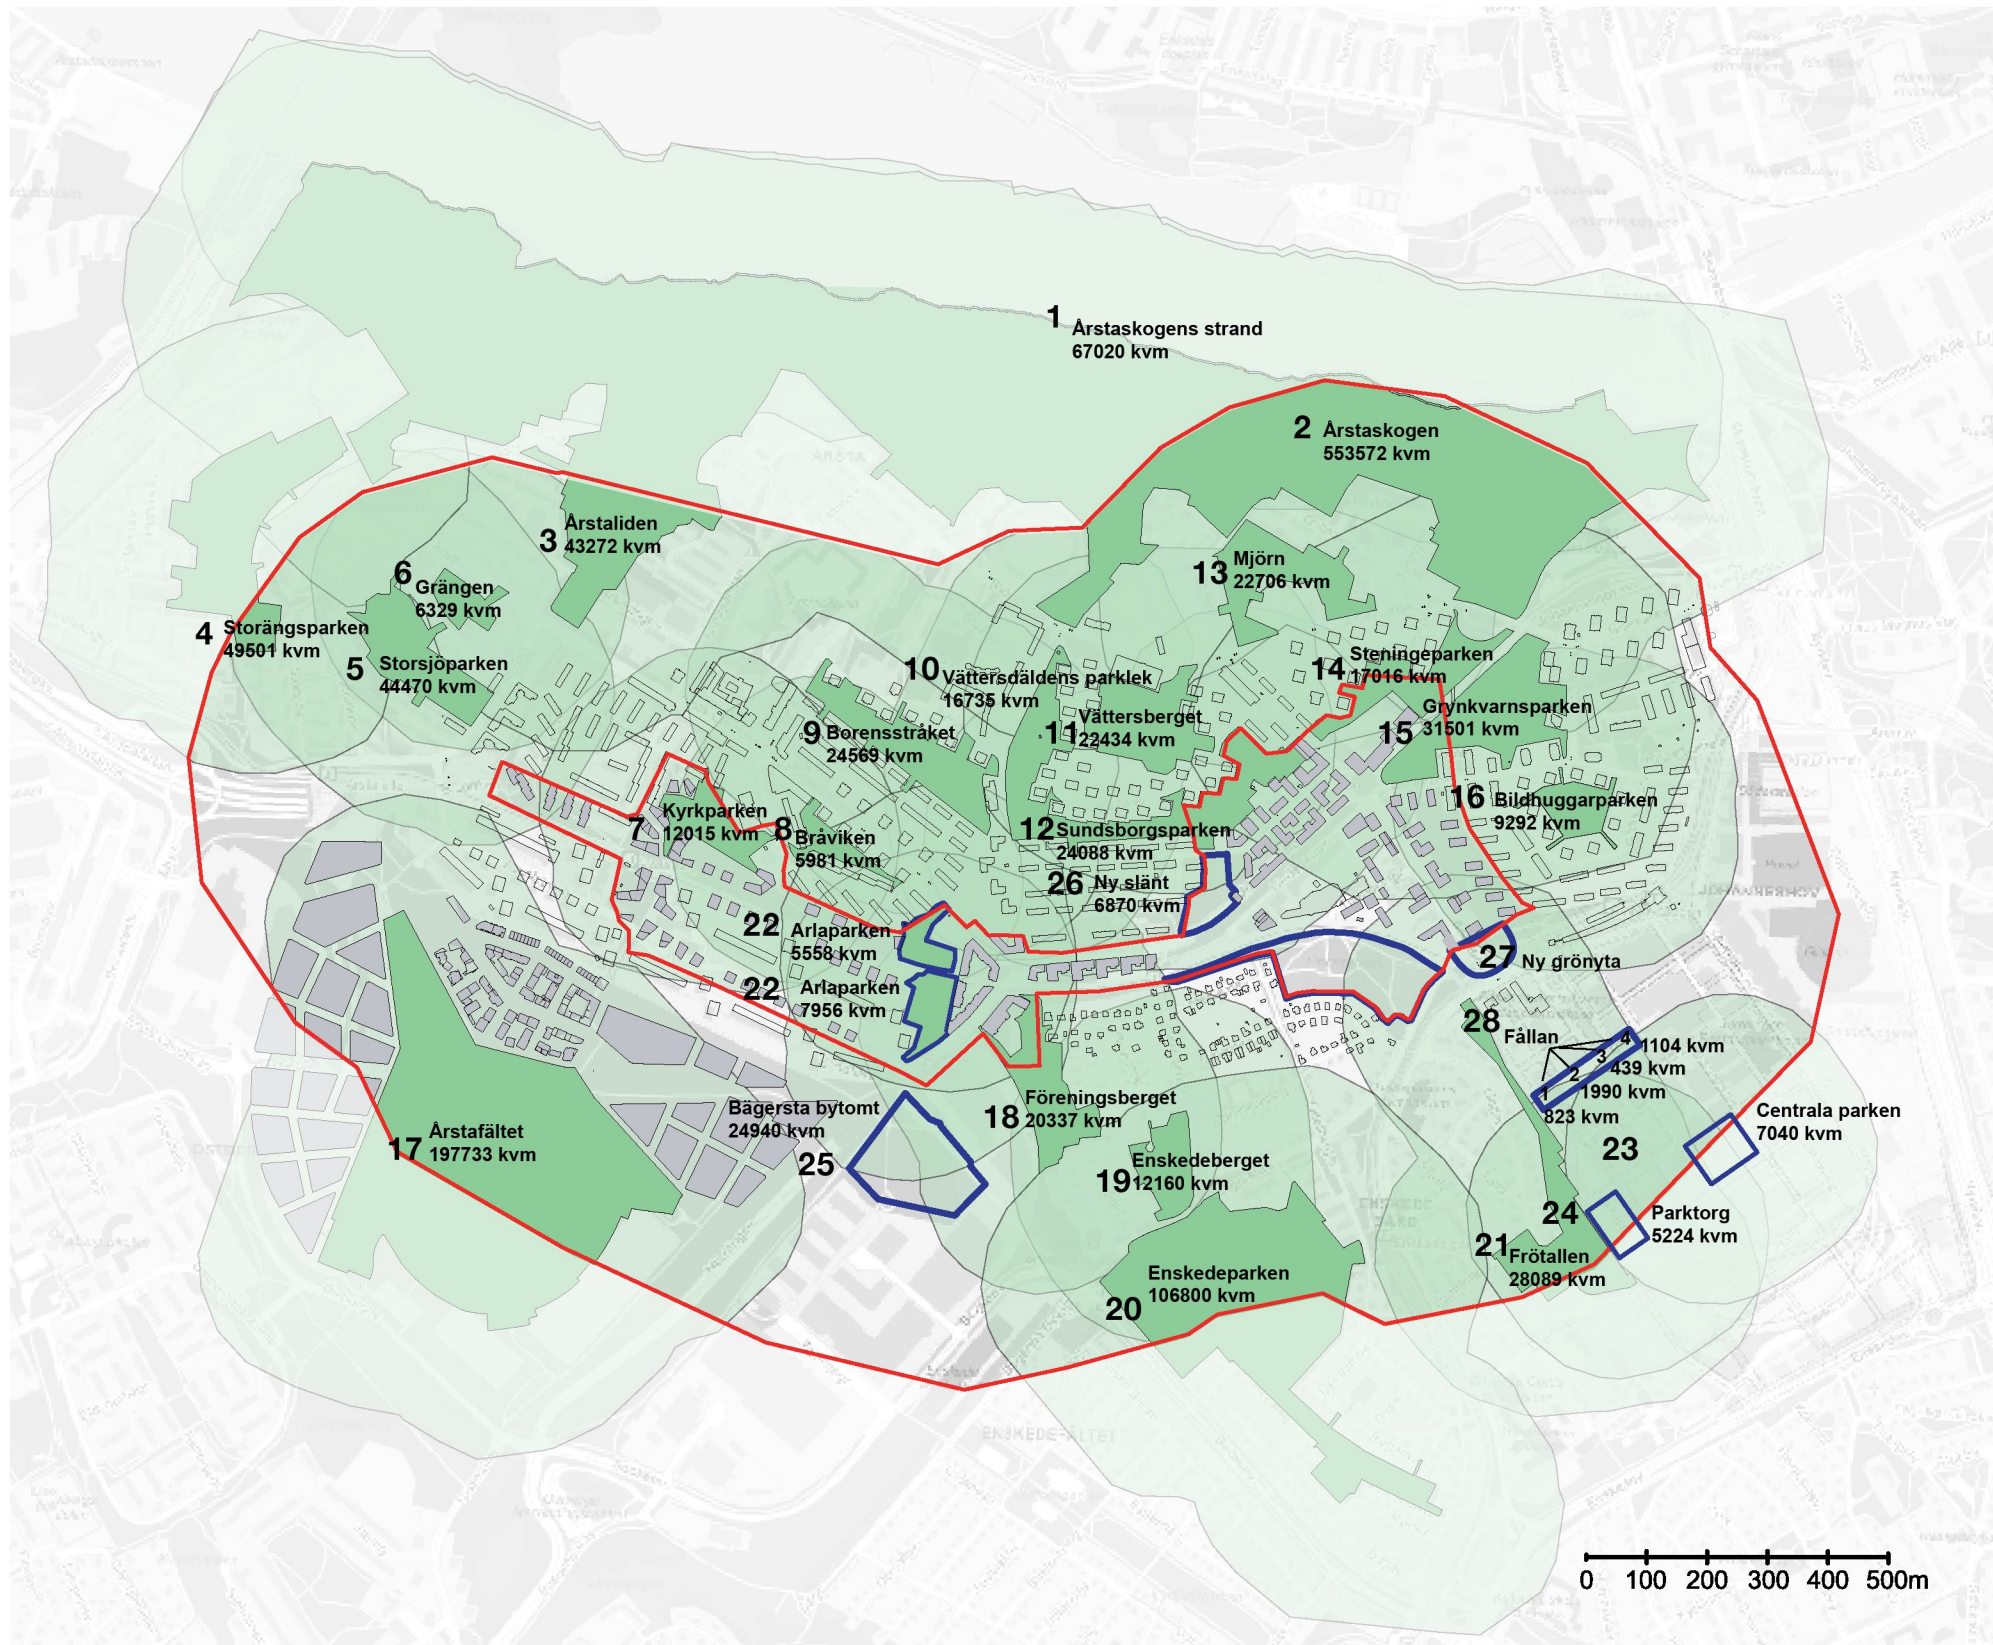 1
Årstaskogens strand
67020 kvm
2
Årstaskogen
553572 kvm
3
Årstaliden
43272 kvm
ÅRSTA
6
Grängen
6329 kvm
13
Mjörn
22706 kvm
4
Storängsparken
49501 kvm
5
Storsjöparken
44470 kvm
10
Vättersdäldens parklek
16735 kvm
14
Steningeparken
17016 kvm
9
Borensstråket
24569 kvm
11
Vättersberget
22434 kvm
15
Grynkvarnsparken
31501 kvm
7
Kyrkparken
12015 kvm
8
Bråviken
5981 kvm
12
Sundsborgsparken
24088 kvm
16
Bildhuggarparken
9292 kvm
26
Ny slänt
6870 kvm
22
Arlaparken
5558 kvm
22
Arlaparken
7956 kvm
27
Ny grönyta
28
Fållan
4
1104 kvm
3
439 kvm
2
1990 kvm
1
823 kvm
Bägersta bytomt
24940 kvm
25
18
Föreningsberget
20337 kvm
Centrala parken
7040 kvm
23
17
Årstafältet
197733 kvm
19
Enskedeberget
12160 kvm
24
Parktorg
5224 kvm
21
Frötallen
28089 kvm
20
Enskedeparken
106800 kvm
ENSKEDE
GÅRD
ENSKEDE-FÄLTET
JOHANNESHOV
0 100 200 300 400 500m